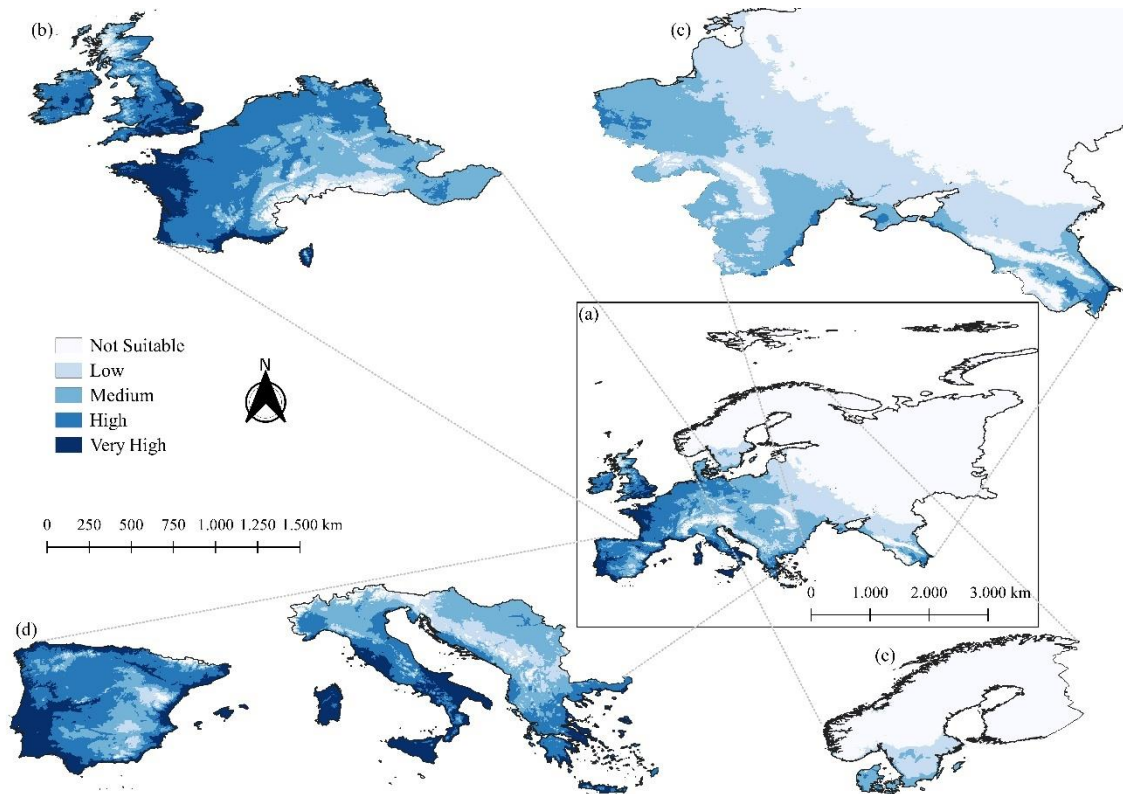 (b)
(c)
(a)
Not Suitable
Low
Medium
High
Very High
N
0 250 500 750 1.000 1.250 1.500 km
0 1.000 2.000 3.000 km
(d)
(e)